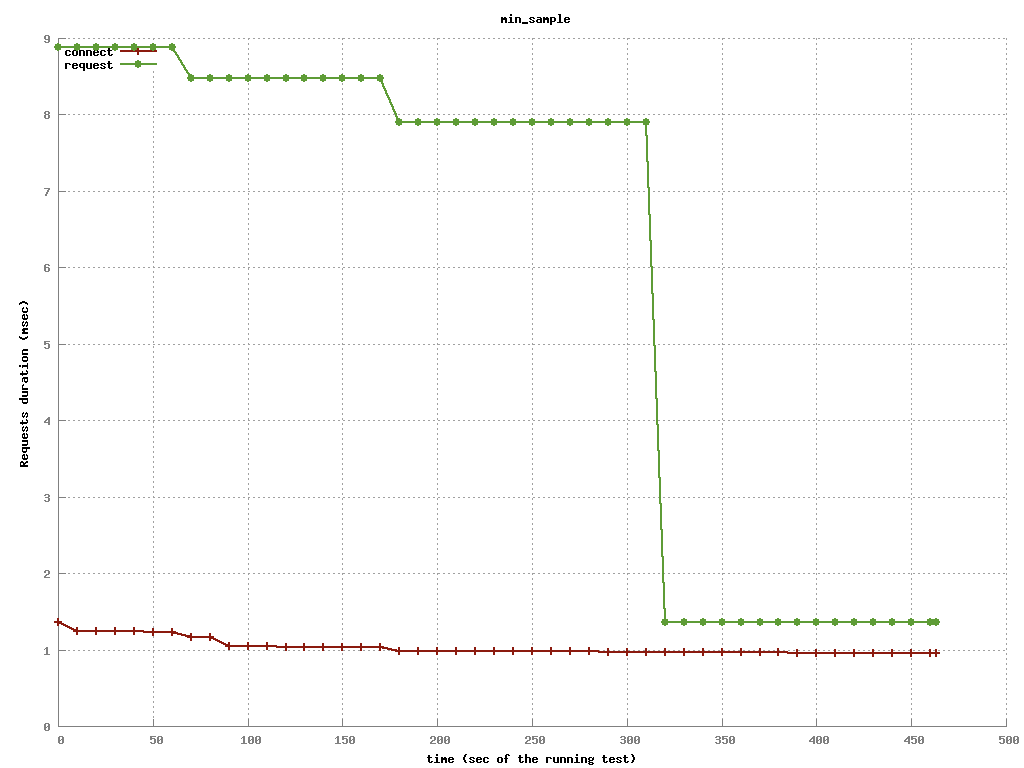 min_sample
9
connect
request
8
7
6
5
4
3
2
1
0
Requests duration (msec)
0 50 100 150 200 250 300 350 400 450 500
time (sec of the running test)